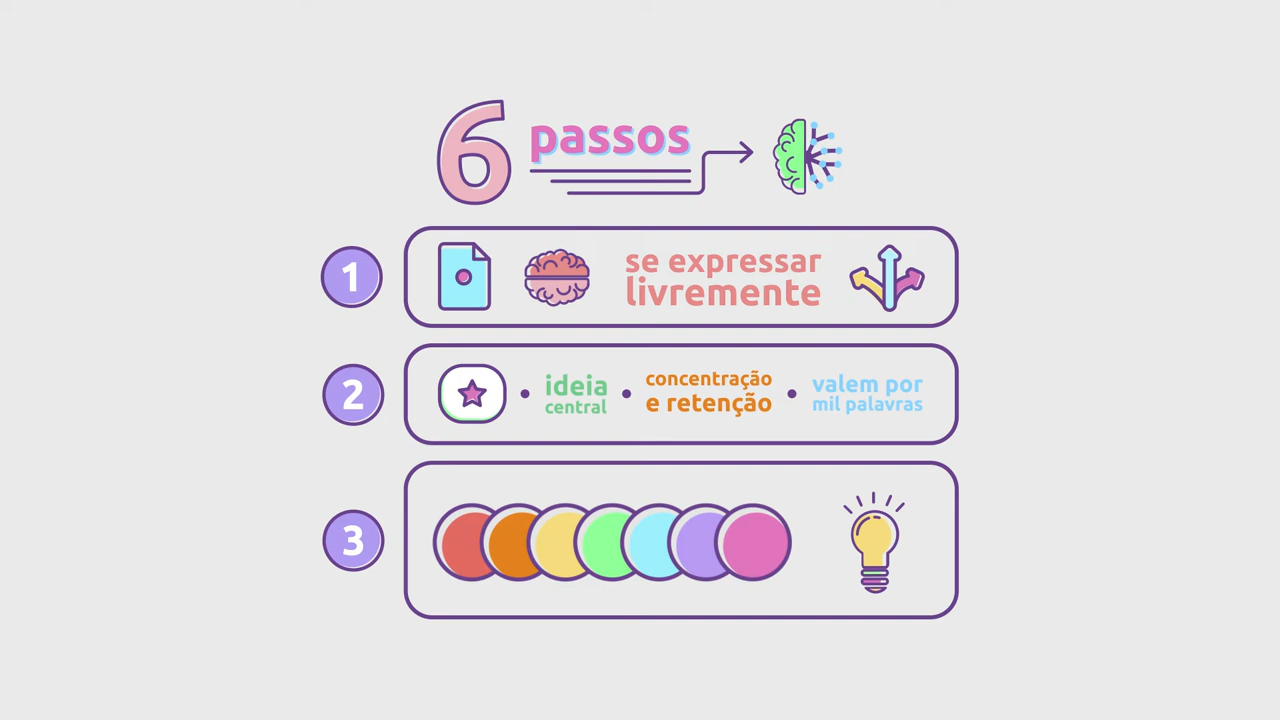 6 passos
1
se expressar
livremente
2
ideia
central
concentração
e retenção
valem por
mil palavras
3